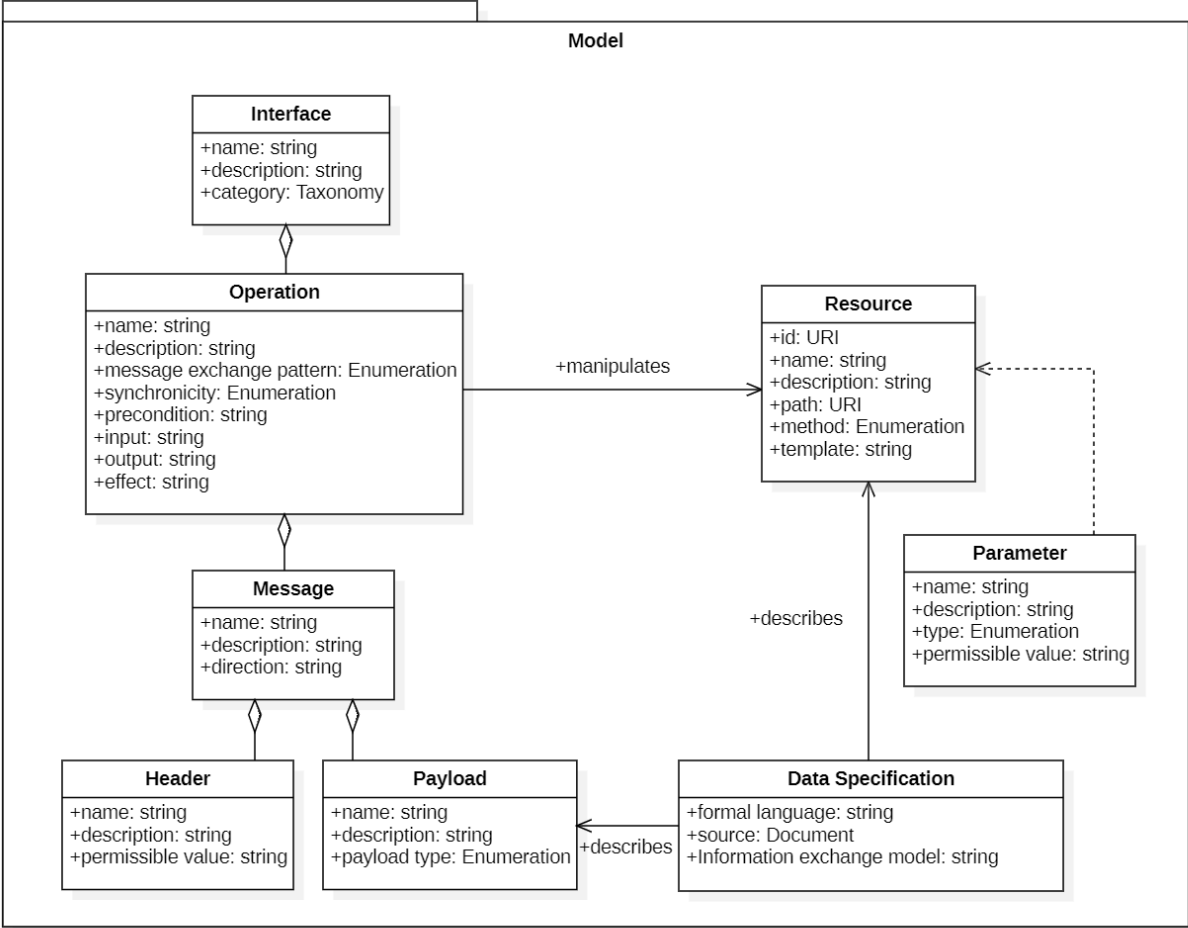 Model
Interface
+name: string
+description: string
+category: Taxonomy
Operation
+name: string
+description: string
+message exchange pattern: Enumeration
+synchronicity: Enumeration
+precondition: string
+input: string
+output: string
+effect: string
+manipulates
Resource
+id: URI
+name: string
+description: string
+path: URI
+method: Enumeration
+template: string
Message
+name: string
+description: string
+direction: string
+describes
Parameter
+name: string
+description: string
+type: Enumeration
+permissible value: string
Header
+name: string
+description: string
+permissible value: string
Payload
+name: string
+description: string
+payload type: Enumeration
+describes
Data Specification
+formal language: string
+source: Document
+Information exchange model: string